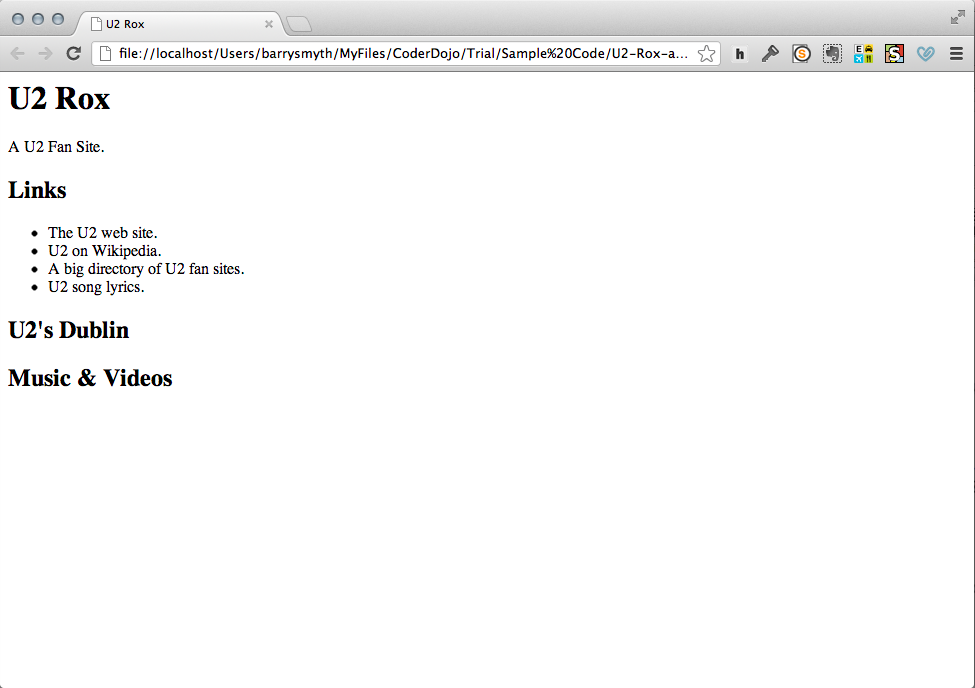 U2 Rox
file://localhost/Users/barrysmyth/MyFiles/CoderDojo/Trial/Sample%20Code/U2-Rox-a...
h
S
E
X
S
U2 Rox
A U2 Fan Site.
Links
• The U2 web site.
• U2 on Wikipedia.
• A big directory of U2 fan sites.
• U2 song lyrics.
U2's Dublin
Music & Videos